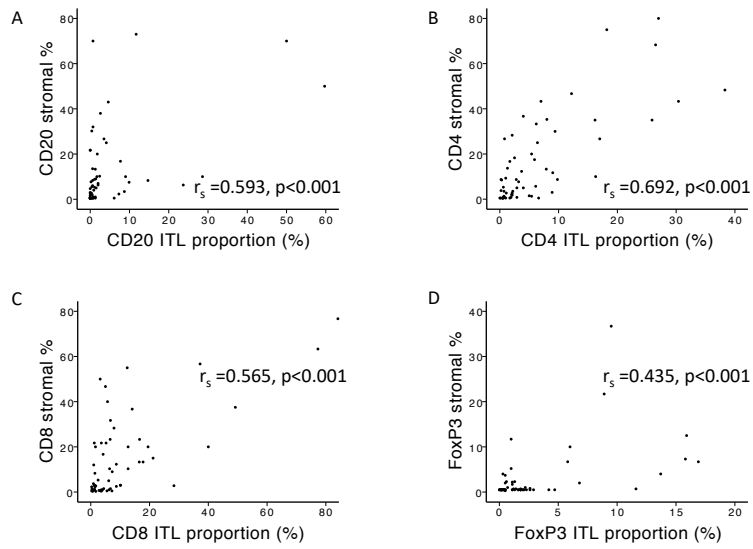 A
CD20 stromal %
80
60
40
20
0
0 10 20 30 40 50 60
CD20 ITL proportion (%)
r_s =0.593, p<0.001
B
CD4 stromal %
80
60
40
20
0
0 10 20 30 40
CD4 ITL proportion (%)
r_s =0.692, p<0.001
C
CD8 stromal %
80
60
40
20
0
0 20 40 60 80
CD8 ITL proportion (%)
r_s =0.565, p<0.001
D
FoxP3 stromal %
40
30
20
10
0
0 5 10 15 20
FoxP3 ITL proportion (%)
r_s =0.435, p<0.001